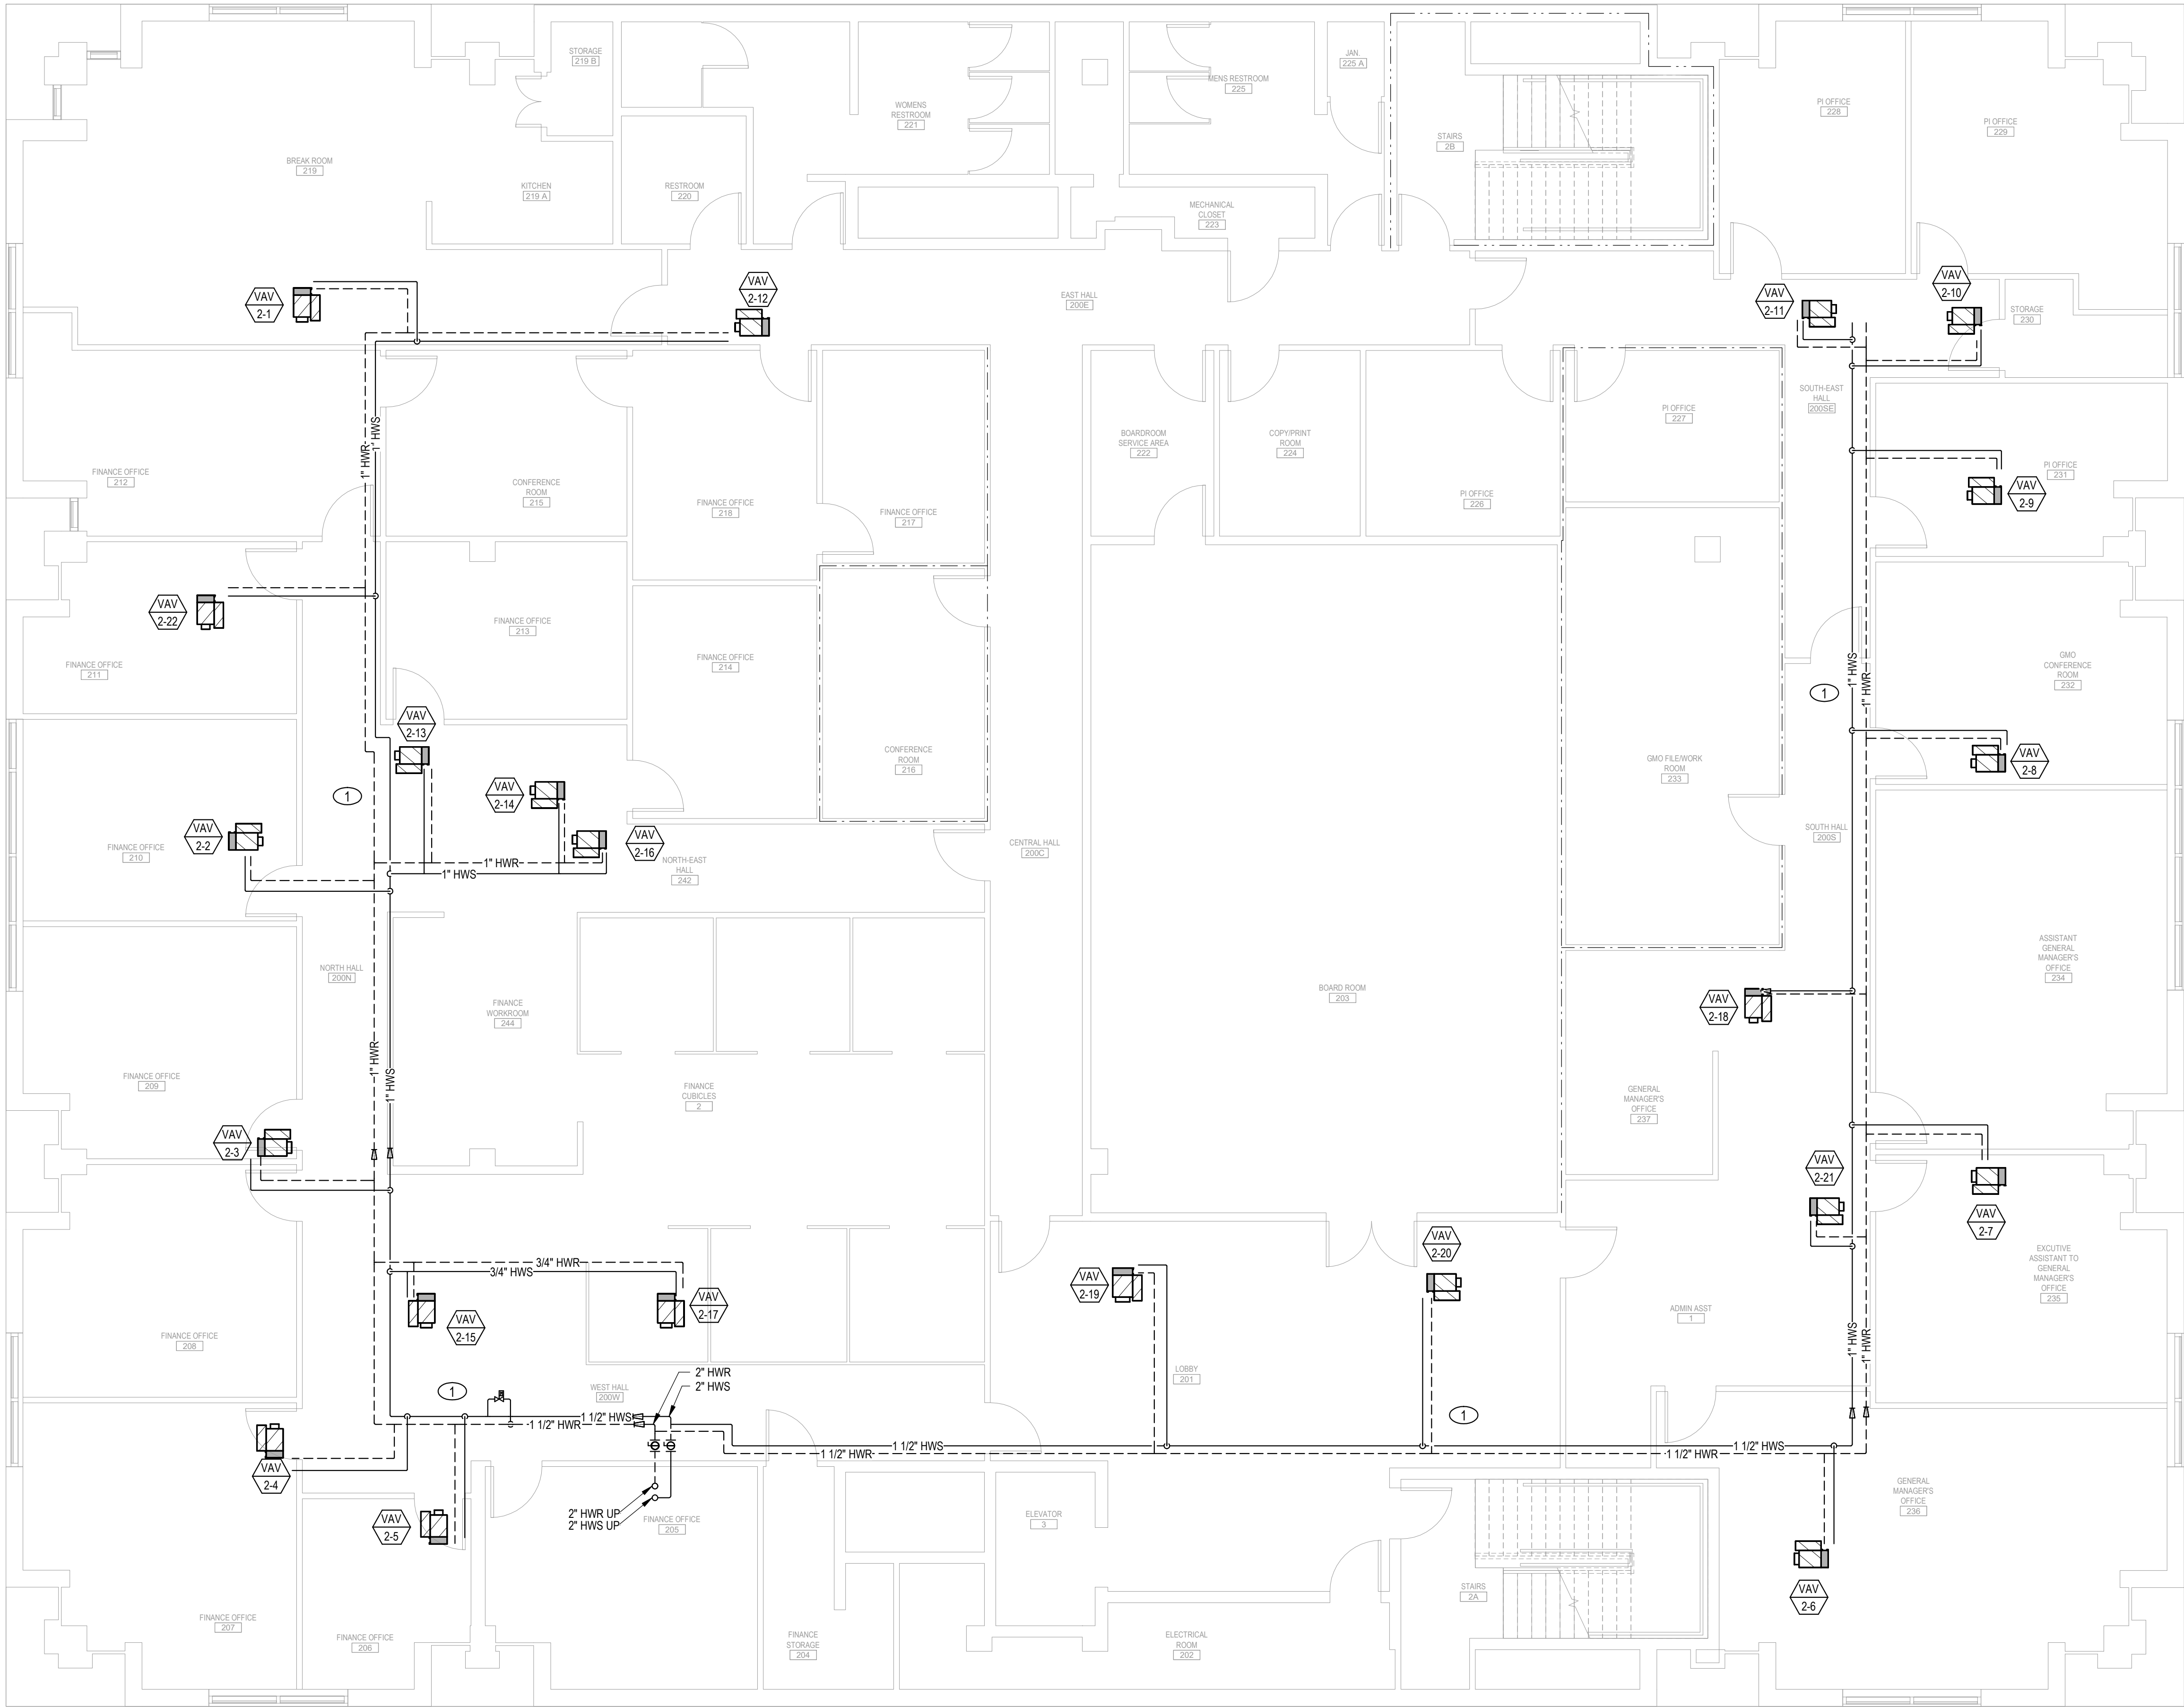 STORAGE
219 B
JAN.
225 A
MENS RESTROOM
225
WOMENS
RESTROOM
221
PI OFFICE
228
PI OFFICE
229
STAIRS
2B
BREAK ROOM
219
KITCHEN
219 A
RESTROOM
220
MECHANICAL
CLOSET
223
VAV
2-1
VAV
2-12
EAST HALL
200E
VAV
2-11
VAV
2-10
STORAGE
230
SOUTH-EAST
HALL
200SE
PI OFFICE
227
1" HWR
1" HWS
BOARDROOM
SERVICE AREA
222
COPY/PRINT
ROOM
224
FINANCE OFFICE
212
CONFERENCE
ROOM
215
FINANCE OFFICE
218
FINANCE OFFICE
217
PI OFFICE
226
PI OFFICE
231
VAV
2-9
VAV
2-22
FINANCE OFFICE
213
FINANCE OFFICE
211
FINANCE OFFICE
214
GMO
CONFERENCE
ROOM
232
1" HWS
1" HWR
1
VAV
2-13
CONFERENCE
ROOM
216
GMO FILE/WORK
ROOM
233
VAV
2-8
1
VAV
2-14
VAV
2-2
FINANCE OFFICE
210
VAV
2-16
1" HWR
1" HWS
NORTH-EAST
HALL
242
CENTRAL HALL
200C
SOUTH HALL
200S
NORTH HALL
200N
FINANCE
WORKROOM
244
BOARD ROOM
203
VAV
2-18
ASSISTANT
GENERAL
MANAGER'S
OFFICE
234
FINANCE OFFICE
209
1" HWR
1" HWS
FINANCE
CUBICLES
2
GENERAL
MANAGER'S
OFFICE
237
VAV
2-3
VAV
2-21
VAV
2-7
3/4" HWR
3/4" HWS
VAV
2-19
VAV
2-20
EXCUTIVE
ASSISTANT TO
GENERAL
MANAGER'S
OFFICE
235
VAV
2-15
VAV
2-17
ADMIN ASST
1
FINANCE OFFICE
208
1" HWS
1" HWR
2" HWR
2" HWS
LOBBY
201
1
WEST HALL
200W
1 1/2" HWS
1 1/2" HWR
1
1 1/2" HWS
1 1/2" HWR
1 1/2" HWS
1 1/2" HWR
VAV
2-4
VAV
2-5
2" HWR UP
2" HWS UP
FINANCE OFFICE
205
ELEVATOR
3
GENERAL
MANAGER'S
OFFICE
236
STAIRS
2A
VAV
2-6
FINANCE OFFICE
207
FINANCE OFFICE
206
FINANCE
STORAGE
204
ELECTRICAL
ROOM
202